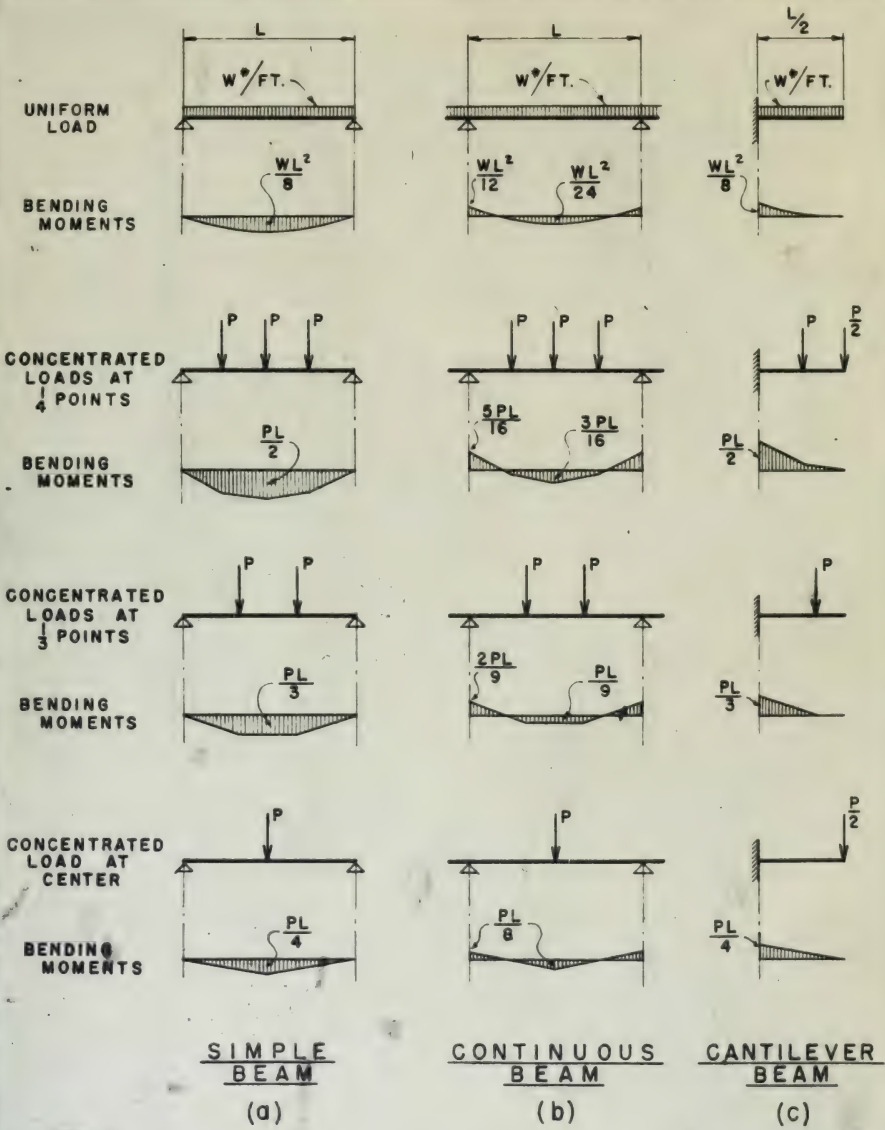 L
L
L/2
W#/FT.
W#/FT.
W#/FT.
UNIFORM
LOAD
BENDING
MOMENTS
WL²/8
WL²/12
WL²/24
WL²/8
P P P
P P P
P P/2
CONCENTRATED
LOADS AT
1/4 POINTS
BENDING
MOMENTS
PL/2
5PL/16
3PL/16
PL/2
P P
P P
P
CONCENTRATED
LOADS AT
1/3 POINTS
BENDING
MOMENTS
PL/3
2PL/9
PL/9
PL/3
P
P
P/2
CONCENTRATED
LOAD AT
CENTER
BENDING
MOMENTS
PL/4
PL/8
PL/4
SIMPLE
BEAM
(a)
CONTINUOUS
BEAM
(b)
CANTILEVER
BEAM
(c)